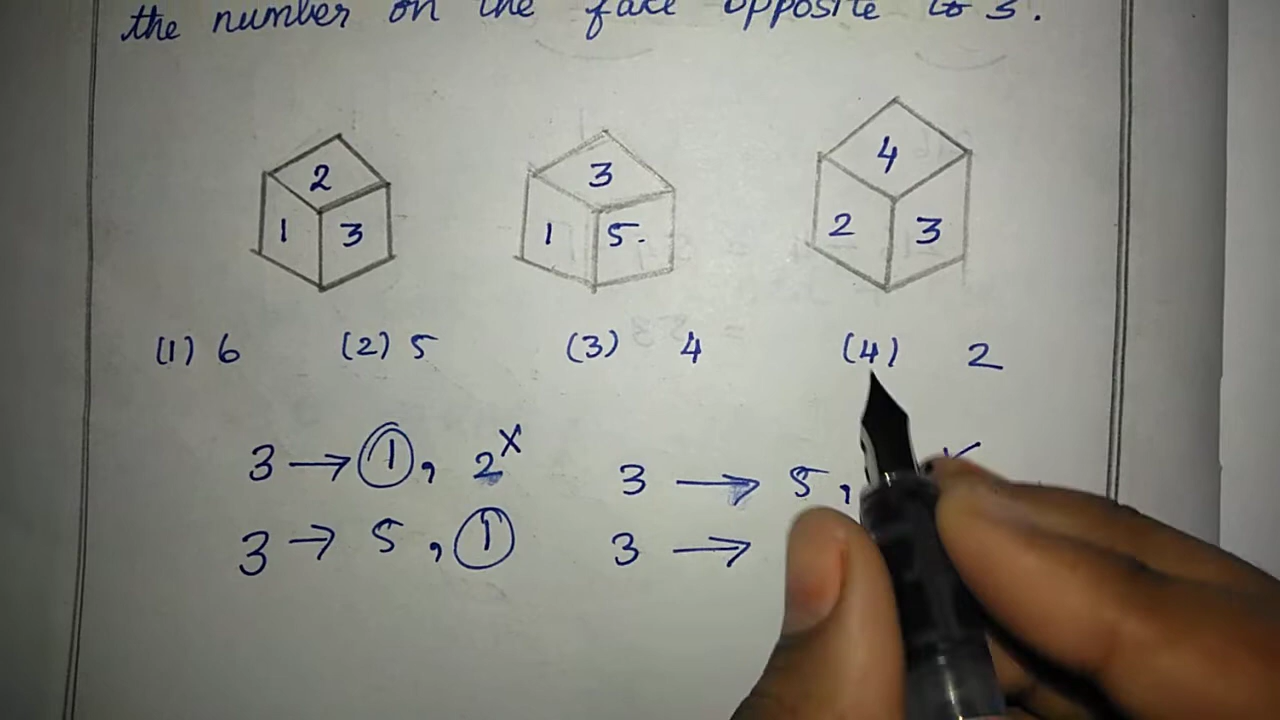 the number on the face opposite to 3.
2
1 3
3
1 5.
4
2 3
(1) 6 (2) 5 (3) 4 (4) 2
3 → 1, 2 x
3 → 5,
3 → 5, 1
3 →